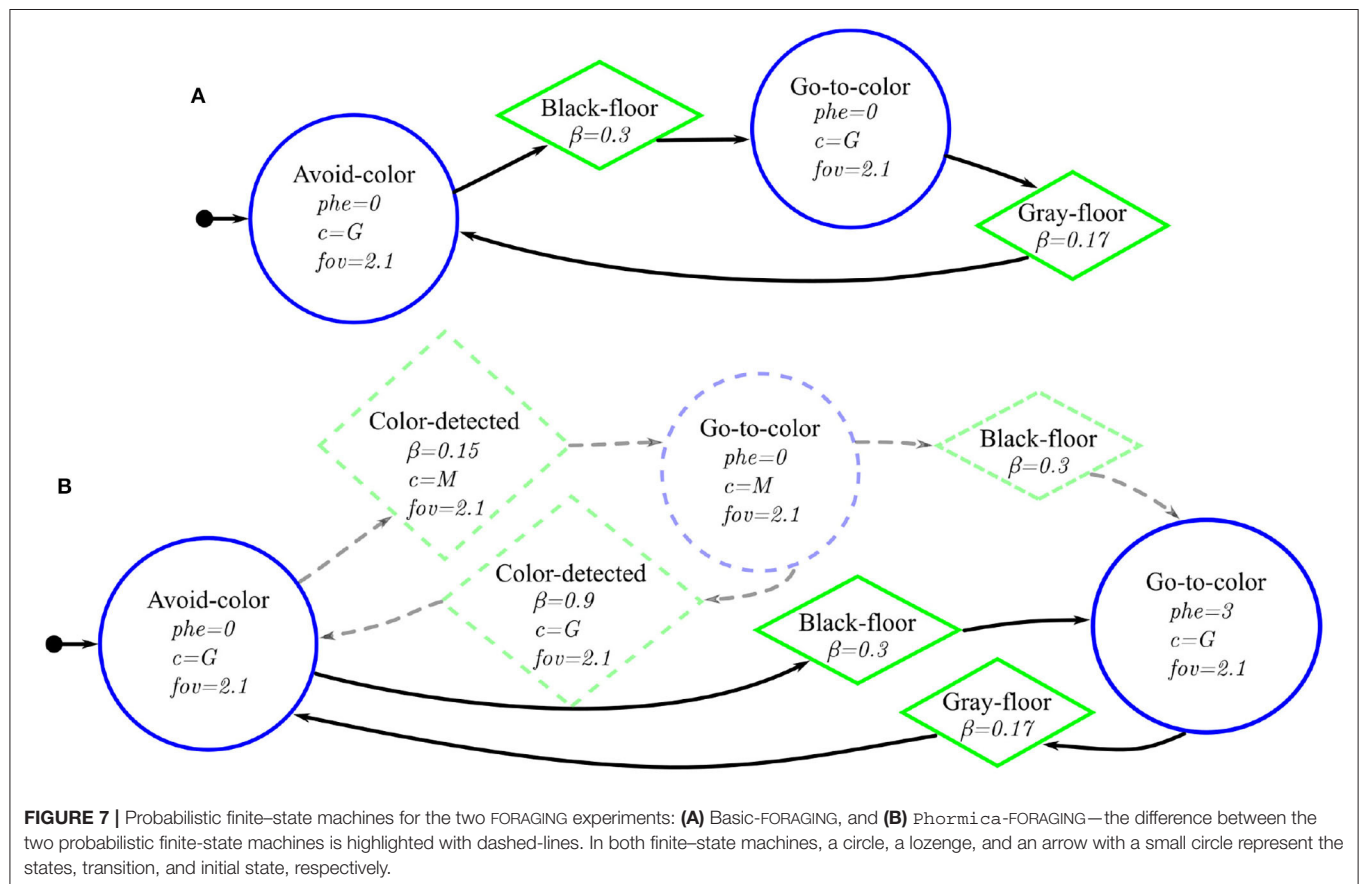 A
Avoid-color
phe=0
c=G
fov=2.1
Black-floor
β=0.3
Go-to-color
phe=0
c=G
fov=2.1
Gray-floor
β=0.17
B
Avoid-color
phe=0
c=G
fov=2.1
Color-detected
β=0.15
c=M
fov=2.1
Go-to-color
phe=0
c=M
fov=2.1
Black-floor
β=0.3
Color-detected
β=0.9
c=G
fov=2.1
Black-floor
β=0.3
Go-to-color
phe=3
c=G
fov=2.1
Gray-floor
β=0.17
FIGURE 7 | Probabilistic finite–state machines for the two FORAGING experiments: (A) Basic-FORAGING, and (B) Phormica-FORAGING—the difference between the
two probabilistic finite-state machines is highlighted with dashed-lines. In both finite–state machines, a circle, a lozenge, and an arrow with a small circle represent the
states, transition, and initial state, respectively.